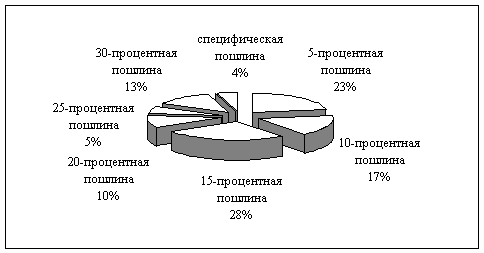 специфическая
пошлина
4%
5-процентная
пошлина
23%
10-процентная
пошлина
17%
15-процентная
пошлина
28%
20-процентная
пошлина
10%
25-процентная
пошлина
5%
30-процентная
пошлина
13%